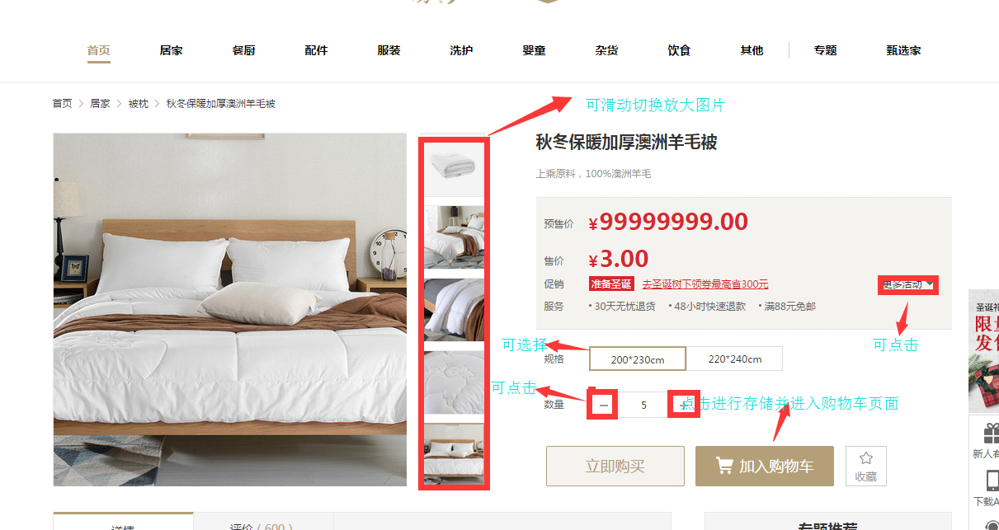 首页 居家 餐厨 配件 服装 洗护 婴童 杂货 饮食 其他 专题 甄选家
首页 > 居家 > 被枕 > 秋冬保暖加厚澳洲羊毛被
可滑动切换放大图片
秋冬保暖加厚澳洲羊毛被
上乘原料，100%澳洲羊毛
预售价 ¥99999999.00
售价 ¥3.00
促销 准备圣诞 去圣诞树下领券最高省300元 更多活动
服务 •30天无忧退货 •48小时快速退款 •满88元免邮
可点击
可选择
规格 200*230cm 220*240cm
可点击
数量 − 5 +
点击进行存储并进入购物车页面
立即购买 加入购物车 收藏
详情 评价（600） 专题推荐
圣诞礼
限量
发
新人有
下载A